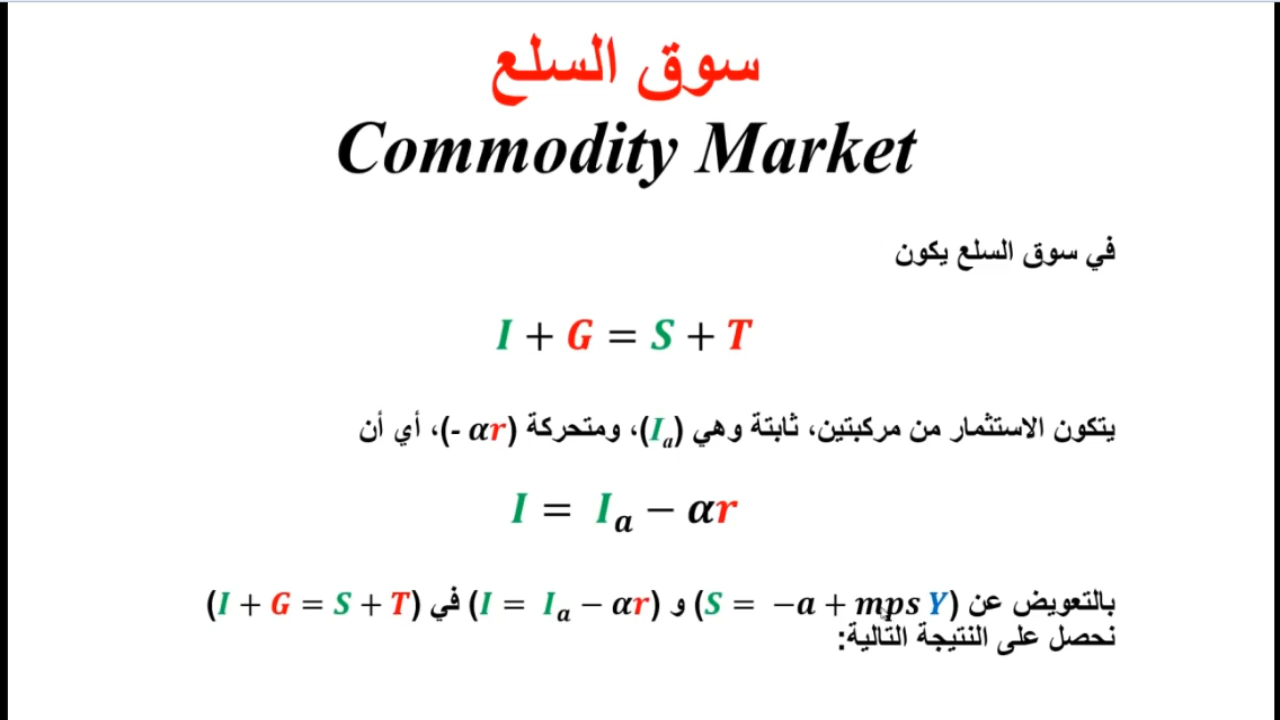 سوق السلع
Commodity Market
في سوق السلع يكون
I + G = S + T
يتكون الاستثمار من مركبتين، ثابتة وهي (Iₐ)، ومتحركة (- αr)، أي أن
I = Iₐ − αr
بالتعويض عن (S = −a + mps Y) و (I = Iₐ − αr) في (I + G = S + T)
نحصل على النتيجة التالية: